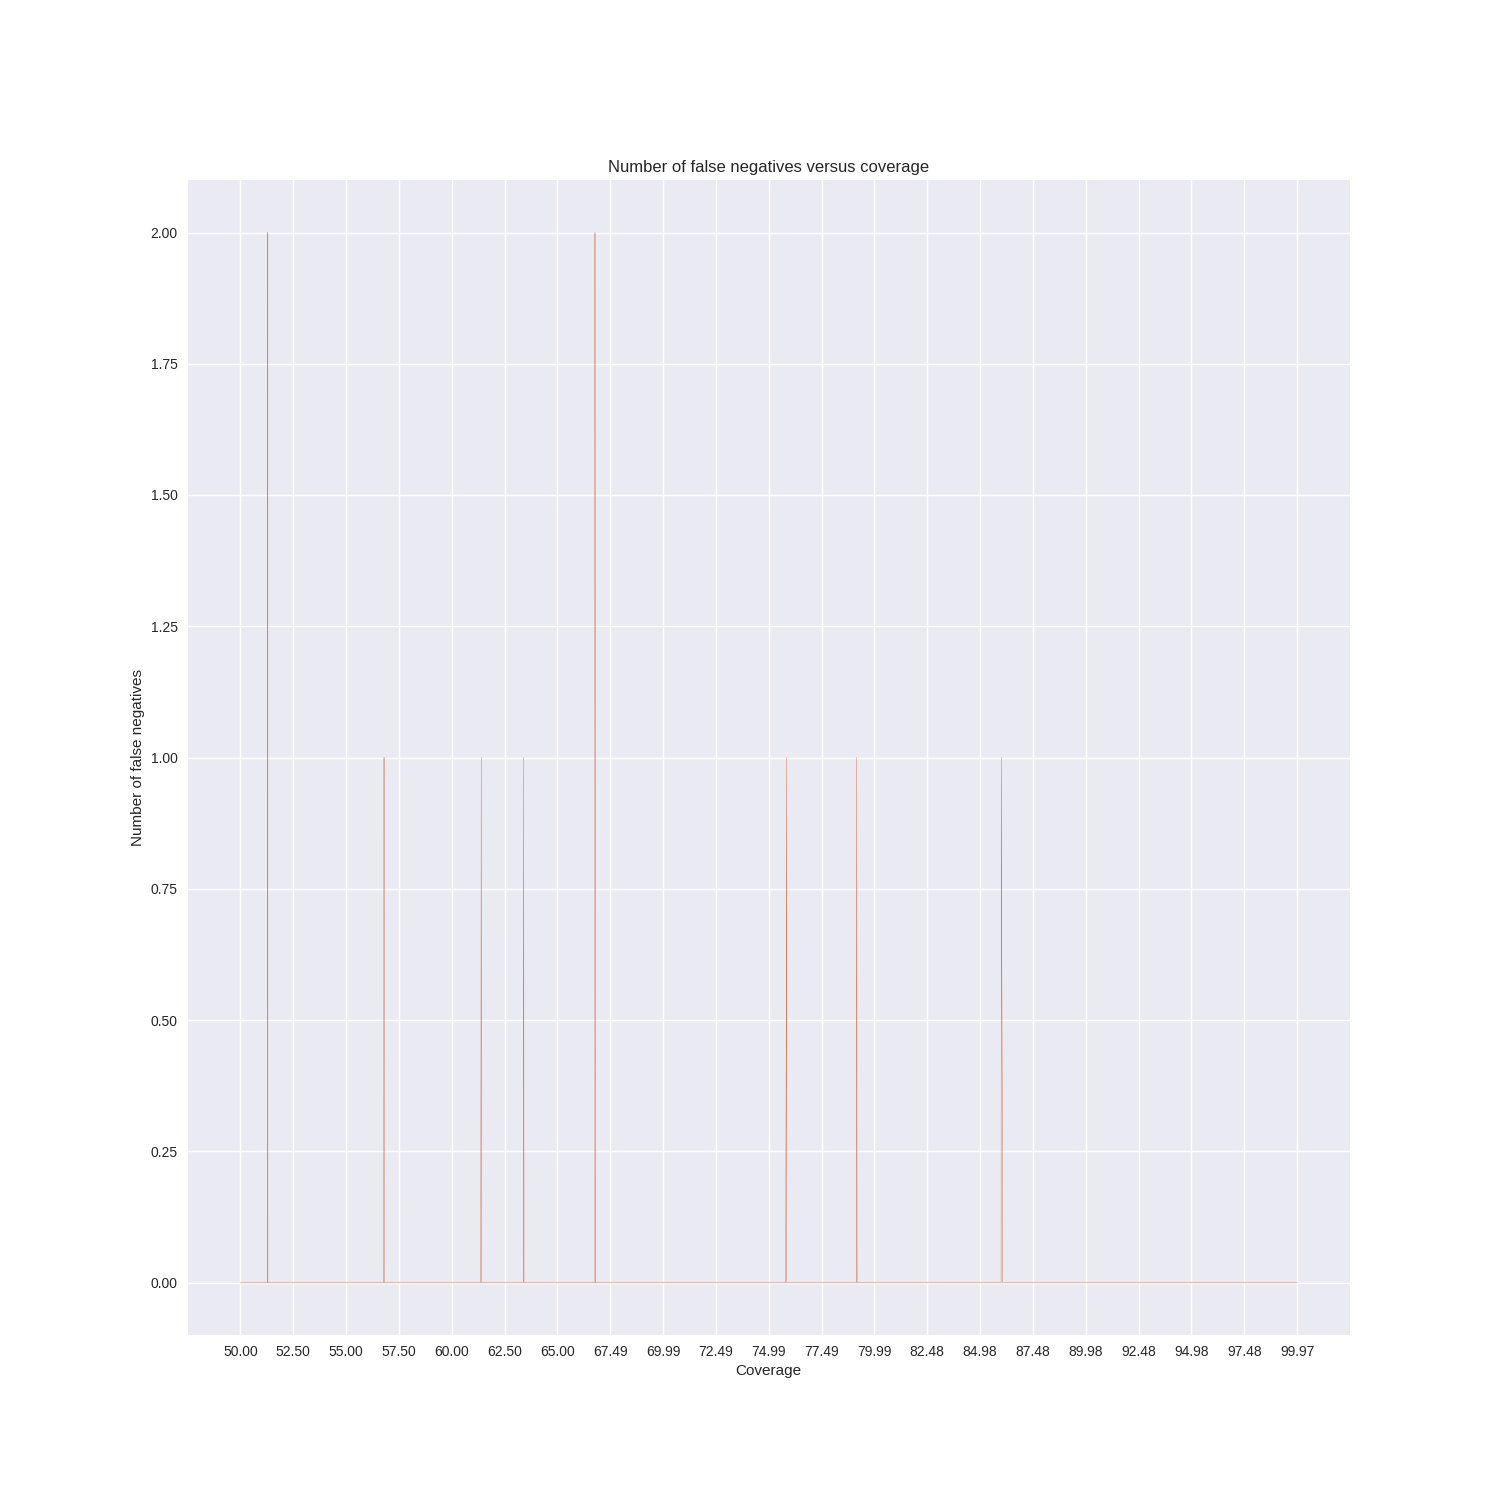 Number of false negatives versus coverage
2.00
1.75
1.50
1.25
1.00
0.75
0.50
0.25
0.00
Number of false negatives
50.00 52.50 55.00 57.50 60.00 62.50 65.00 67.49 69.99 72.49 74.99 77.49 79.99 82.48 84.98 87.48 89.98 92.48 94.98 97.48 99.97
Coverage